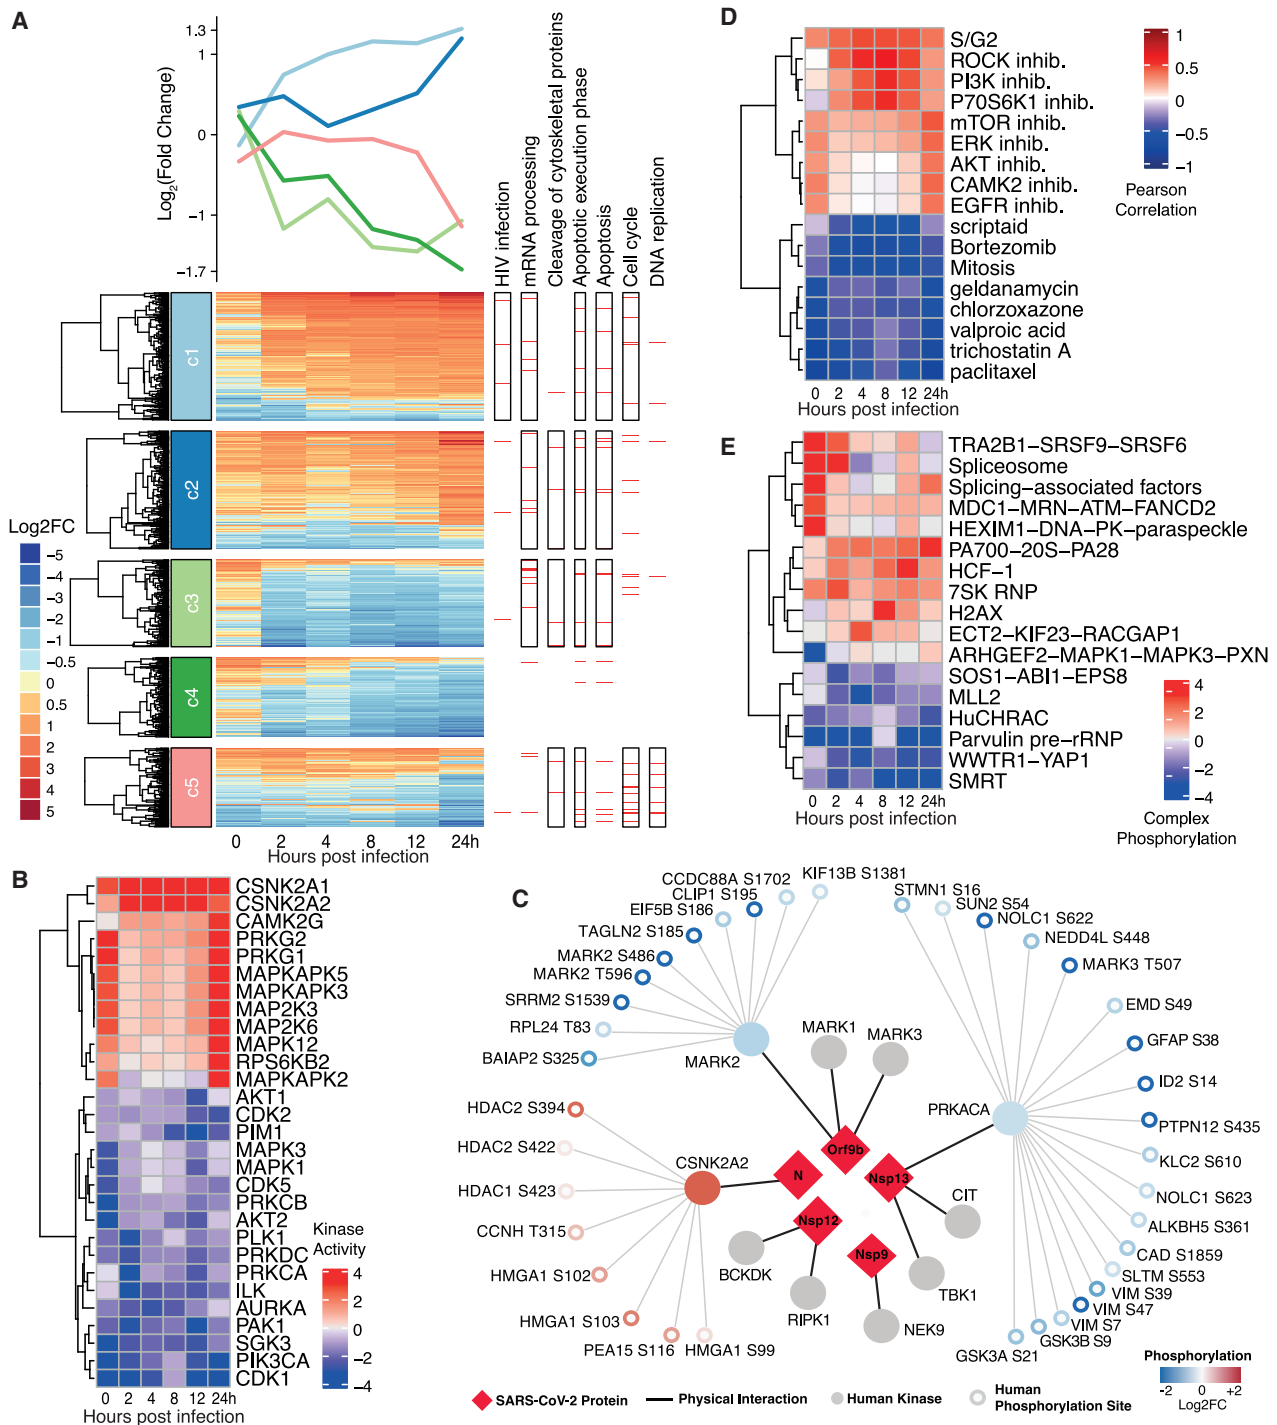 A
1.3
1
0
−1
−1.7
Log2(Fold Change)
HIV infection
mRNA processing
Cleavage of cytoskeletal proteins
Apoptotic execution phase
Apoptosis
Cell cycle
DNA replication
c1
c2
c3
c4
c5
Log2FC
−5
−4
−3
−2
−1
−0.5
0
0.5
1
2
3
4
5
0 2 4 8 12 24h
Hours post infection
B
CSNK2A1
CSNK2A2
CAMK2G
PRKG2
PRKG1
MAPKAPK5
MAPKAPK3
MAP2K3
MAP2K6
MAPK12
RPS6KB2
MAPKAPK2
AKT1
CDK2
PIM1
MAPK3
MAPK1
CDK5
PRKCB
AKT2
PLK1
PRKDC
PRKCA
ILK
AURKA
PAK1
SGK3
PIK3CA
CDK1
0 2 4 8 12 24h
Hours post infection
Kinase
Activity
4
2
0
−2
−4
C
CCDC88A S1702
KIF13B S1381
CLIP1 S195
EIF5B S186
TAGLN2 S185
MARK2 S486
MARK2 T596
SRRM2 S1539
RPL24 T83
BAIAP2 S325
MARK2
MARK1
MARK3
STMN1 S16
SUN2 S54
NOLC1 S622
NEDD4L S448
MARK3 T507
EMD S49
GFAP S38
ID2 S14
PTPN12 S435
KLC2 S610
NOLC1 S623
ALKBH5 S361
CAD S1859
SLTM S553
VIM S39
VIM S47
VIM S7
GSK3B S9
GSK3A S21
PRKACA
HDAC2 S394
HDAC2 S422
HDAC1 S423
CCNH T315
HMGA1 S102
HMGA1 S103
PEA15 S116
HMGA1 S99
CSNK2A2
N
Orf9b
Nsp13
Nsp12
Nsp9
BCKDK
RIPK1
NEK9
TBK1
CIT
SARS-CoV-2 Protein
Physical Interaction
Human Kinase
Human
Phosphorylation Site
Phosphorylation
-2 0 +2
Log2FC
D
S/G2
ROCK inhib.
PI3K inhib.
P70S6K1 inhib.
mTOR inhib.
ERK inhib.
AKT inhib.
CAMK2 inhib.
EGFR inhib.
scriptaid
Bortezomib
Mitosis
geldanamycin
chlorzoxazone
valproic acid
trichostatin A
paclitaxel
0 2 4 8 12 24h
Hours post infection
1
0.5
0
−0.5
−1
Pearson
Correlation
E
TRA2B1−SRSF9−SRSF6
Spliceosome
Splicing−associated factors
MDC1−MRN−ATM−FANCD2
HEXIM1−DNA−PK−paraspeckle
PA700−20S−PA28
HCF−1
7SK RNP
H2AX
ECT2−KIF23−RACGAP1
ARHGEF2−MAPK1−MAPK3−PXN
SOS1−ABI1−EPS8
MLL2
HuCHRAC
Parvulin pre−rRNP
WWTR1−YAP1
SMRT
0 2 4 8 12 24h
Hours post infection
4
2
0
−2
−4
Complex
Phosphorylation